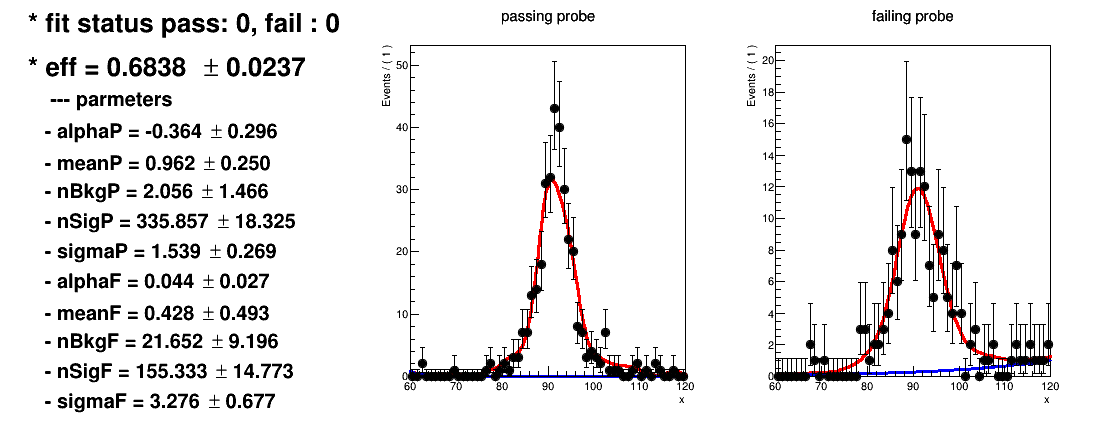 * fit status pass: 0, fail : 0
* eff = 0.6838 ± 0.0237
--- parmeters
- alphaP = -0.364 ± 0.296
- meanP = 0.962 ± 0.250
- nBkgP = 2.056 ± 1.466
- nSigP = 335.857 ± 18.325
- sigmaP = 1.539 ± 0.269
- alphaF = 0.044 ± 0.027
- meanF = 0.428 ± 0.493
- nBkgF = 21.652 ± 9.196
- nSigF = 155.333 ± 14.773
- sigmaF = 3.276 ± 0.677
passing probe
Events / ( 1 )
50
40
30
20
10
0
60 70 80 90 100 110 120
x
failing probe
Events / ( 1 )
20
18
16
14
12
10
8
6
4
2
0
60 70 80 90 100 110 120
x